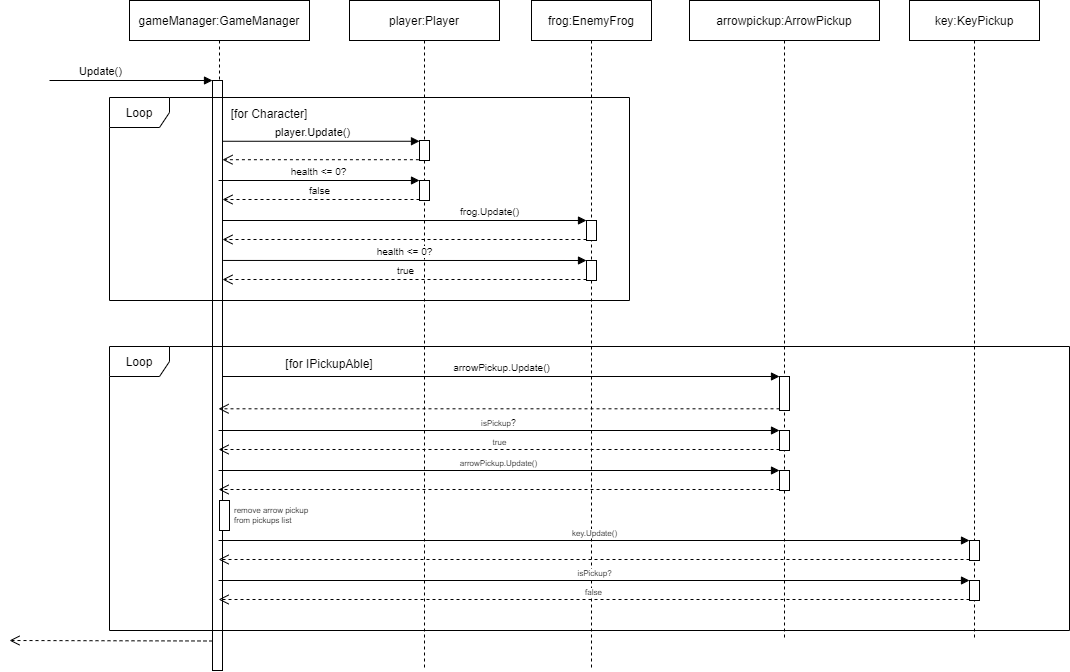 gameManager:GameManager
player:Player
frog:EnemyFrog
arrowpickup:ArrowPickup
key:KeyPickup
Update()
Loop
[for Character]
player.Update()
health <= 0?
false
frog.Update()
health <= 0?
true
Loop
[for IPickupAble]
arrowPickup.Update()
isPickup?
true
arrowPickup.Update()
remove arrow pickup
from pickups list
key.Update()
isPickup?
false